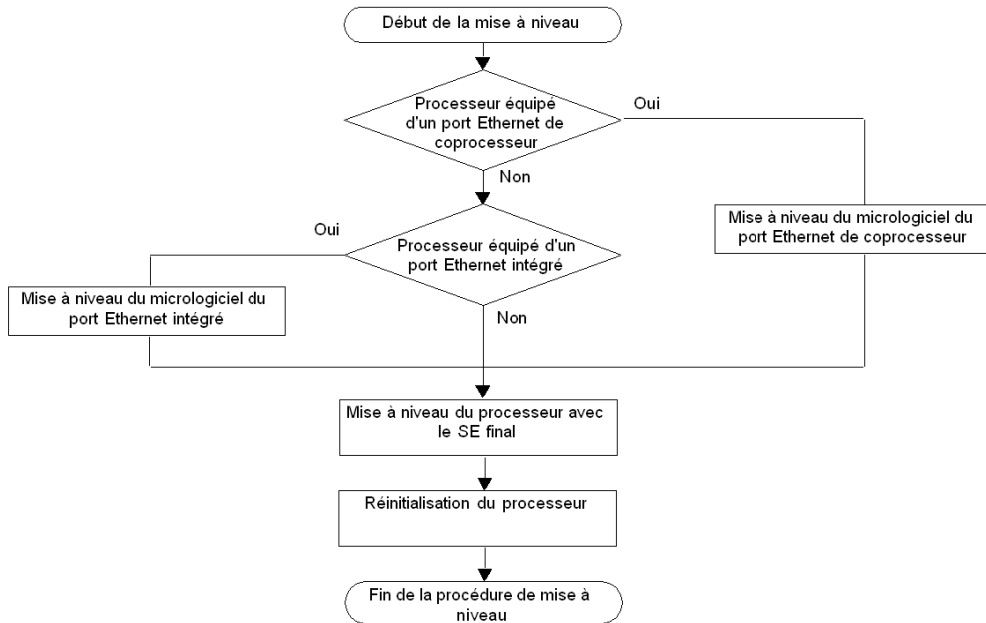 Début de la mise à niveau
Processeur équipé
d'un port Ethernet de
coprocesseur
Oui
Non
Mise à niveau du micrologiciel du
port Ethernet de coprocesseur
Oui
Processeur équipé d'un
port Ethernet intégré
Mise à niveau du micrologiciel du
port Ethernet intégré
Non
Mise à niveau du processeur avec
le SE final
Réinitialisation du processeur
Fin de la procédure de mise à
niveau